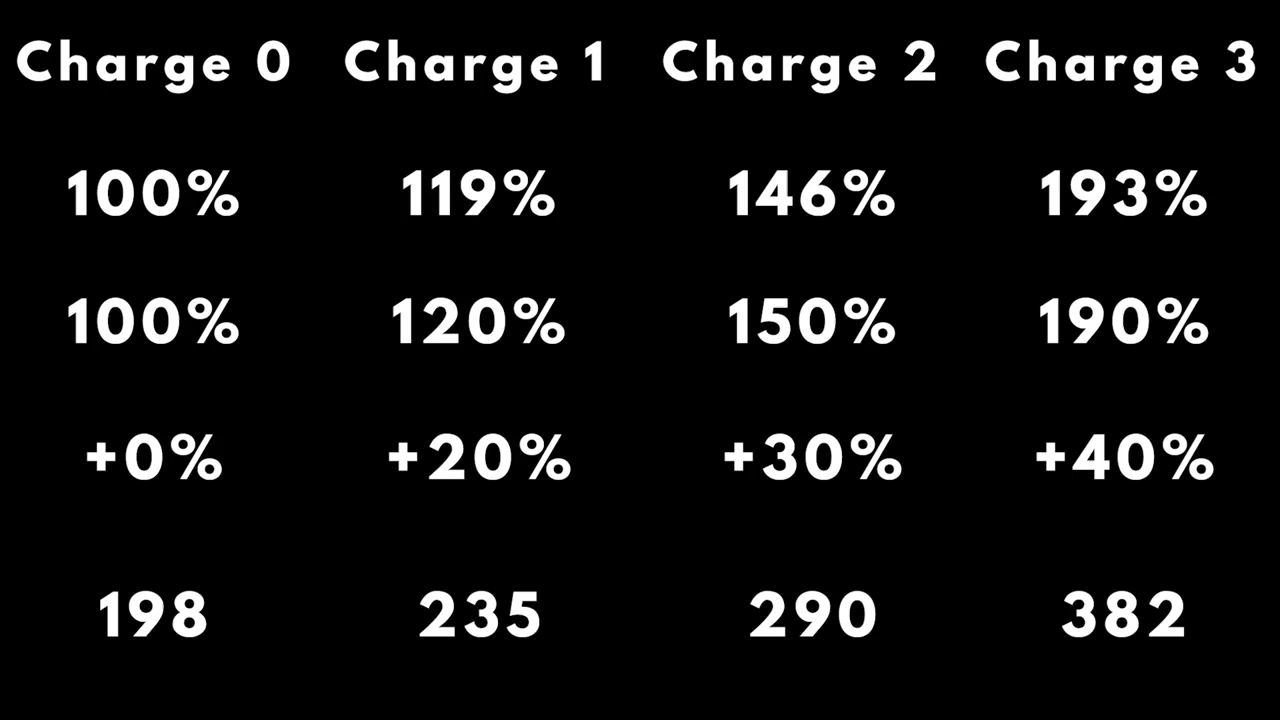 Charge 0 Charge 1 Charge 2 Charge 3
100% 119% 146% 193%
100% 120% 150% 190%
+0% +20% +30% +40%
198 235 290 382